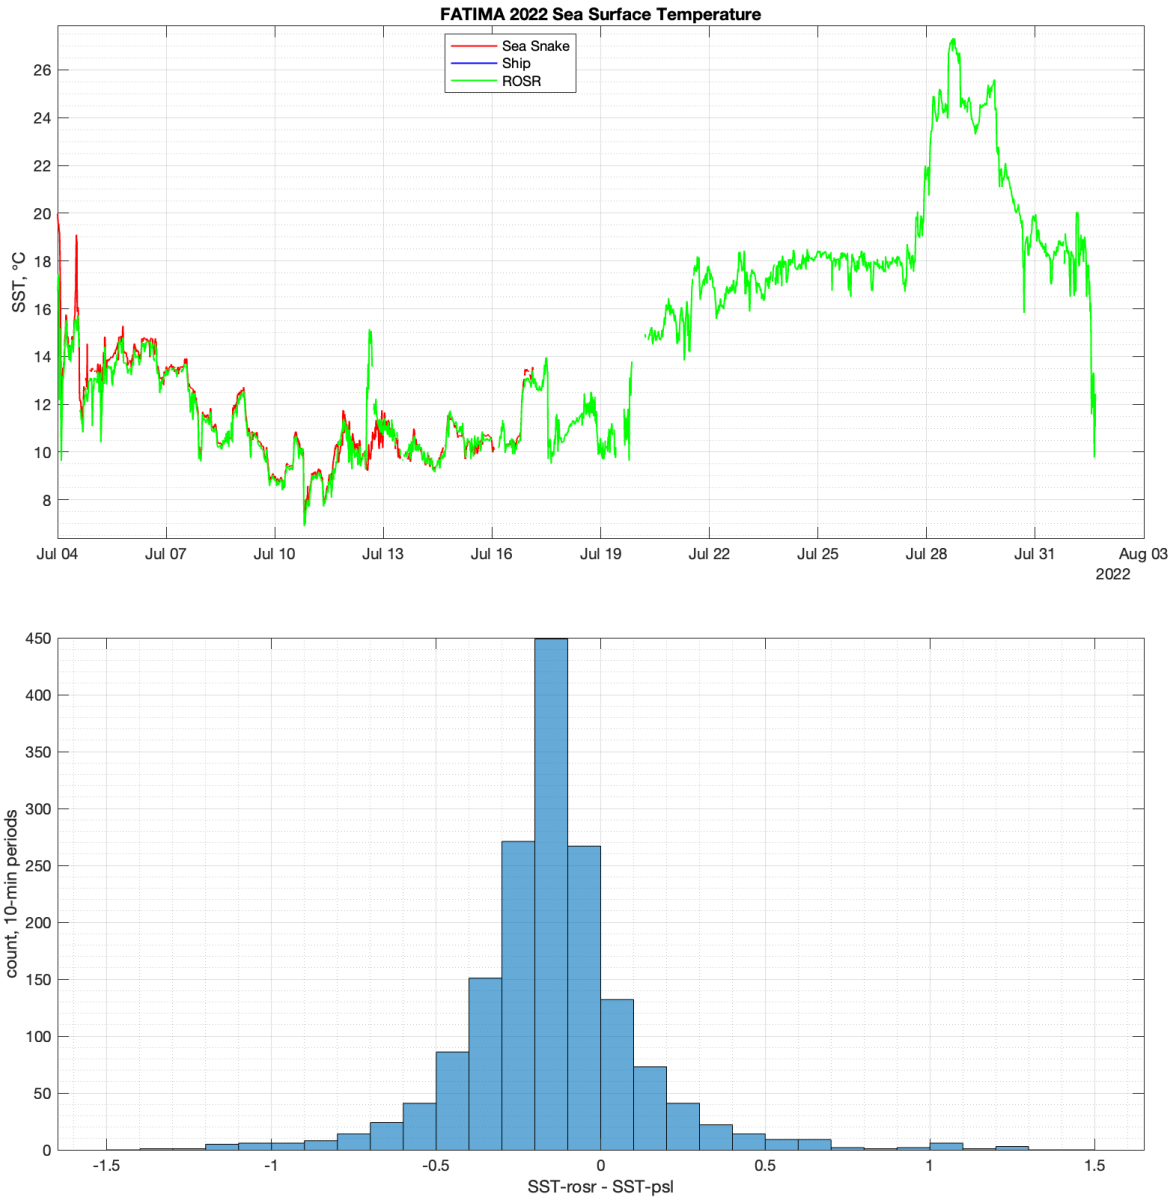 FATIMA 2022 Sea Surface Temperature
Sea Snake
Ship
ROSR
SST, °C
26
24
22
20
18
16
14
12
10
8
Jul 04 Jul 07 Jul 10 Jul 13 Jul 16 Jul 19 Jul 22 Jul 25 Jul 28 Jul 31 Aug 03
2022
count, 10-min periods
450
400
350
300
250
200
150
100
50
0
-1.5 -1 -0.5 0 0.5 1 1.5
SST-rosr - SST-psl